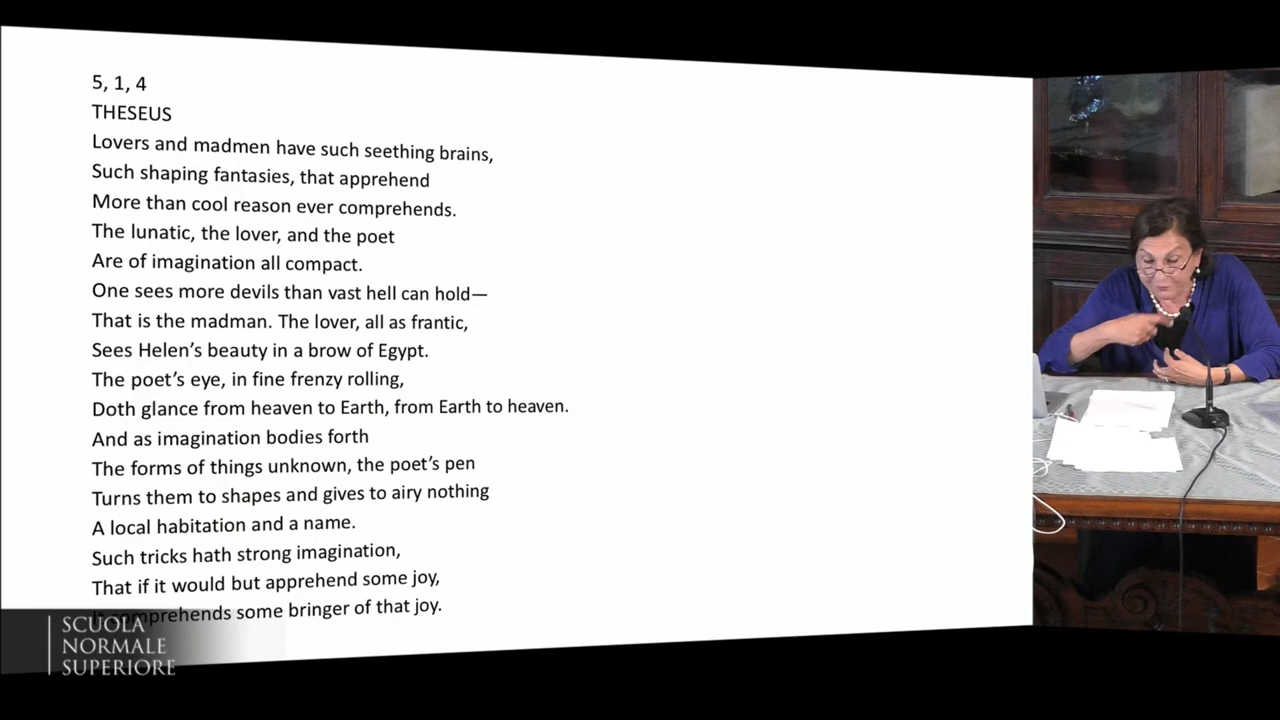 5, 1, 4
THESEUS
Lovers and madmen have such seething brains,
Such shaping fantasies, that apprehend
More than cool reason ever comprehends.
The lunatic, the lover, and the poet
Are of imagination all compact.
One sees more devils than vast hell can hold—
That is the madman. The lover, all as frantic,
Sees Helen’s beauty in a brow of Egypt.
The poet’s eye, in fine frenzy rolling,
Doth glance from heaven to Earth, from Earth to heaven.
And as imagination bodies forth
The forms of things unknown, the poet’s pen
Turns them to shapes and gives to airy nothing
A local habitation and a name.
Such tricks hath strong imagination,
That if it would but apprehend some joy,
It comprehends some bringer of that joy.
SCUOLA
NORMALE
SUPERIORE